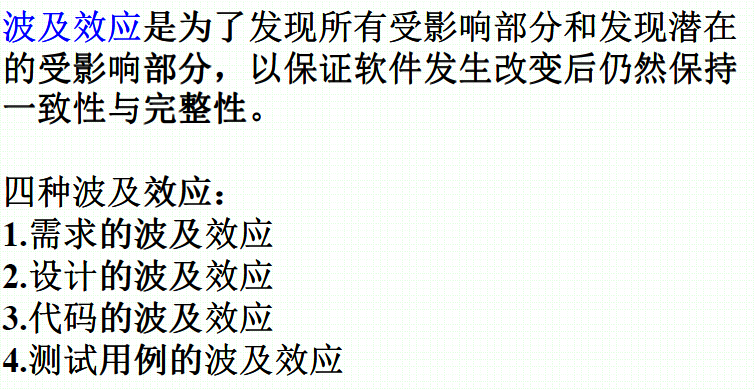 波及效应是为了发现所有受影响部分和发现潜在
的受影响部分，以保证软件发生改变后仍然保持
一致性与完整性。
四种波及效应：
1.需求的波及效应
2.设计的波及效应
3.代码的波及效应
4.测试用例的波及效应